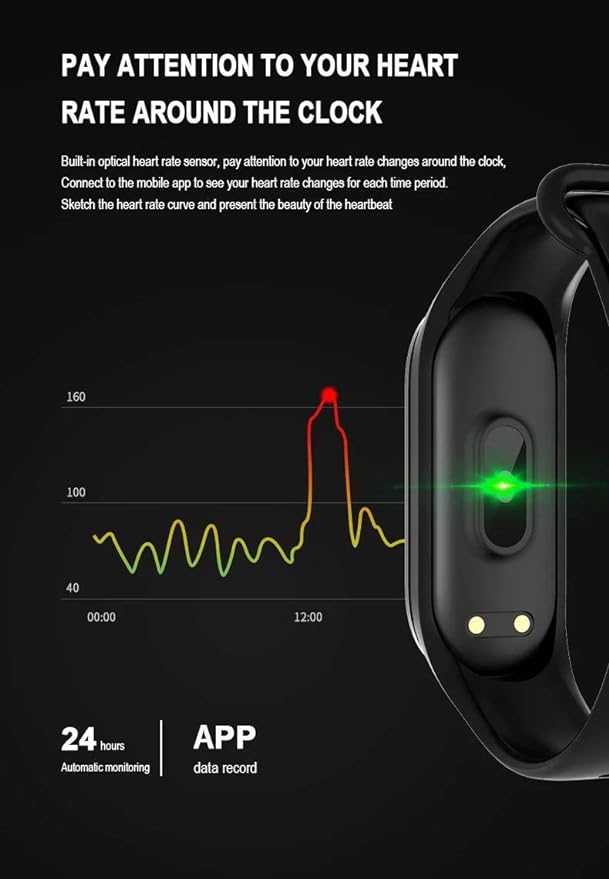 PAY ATTENTION TO YOUR HEART
RATE AROUND THE CLOCK
Built-in optical heart rate sensor, pay attention to your heart rate changes around the clock,
Connect to the mobile app to see your heart rate changes for each time period.
Sketch the heart rate curve and present the beauty of the heartbeat
160
100
40
00:00 12:00
24 hours
Automatic monitoring
APP
data record